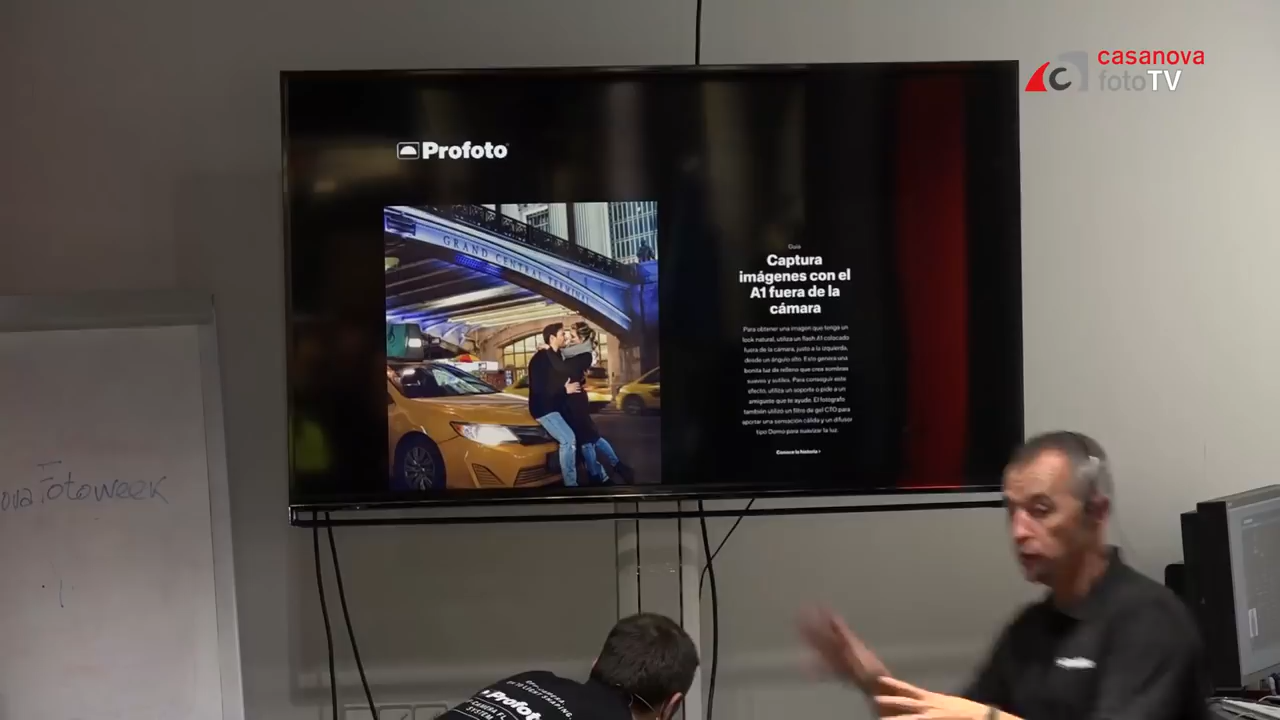 casanova
fotoTV
Profoto
GRAND CENTRAL TERMINAL
Guía
Captura
imágenes con el
A1 fuera de la
cámara
Para obtener una imagen que tenga un
look natural, utiliza un flash A1 colocado
fuera de la cámara, justo a la izquierda,
desde un ángulo alto. Esto genera una
bonita luz de relleno que crea sombras
suaves y sutiles. Para conseguir este
efecto, utiliza un soporte o pide a un
amiguete que te ayude. El fotógrafo
también utilizó un filtro de gel CTO para
aportar una sensación cálida y un difusor
tipo Domo para suavizar la luz.
Conoce la historia ›
ova Fotoweek
Profoto